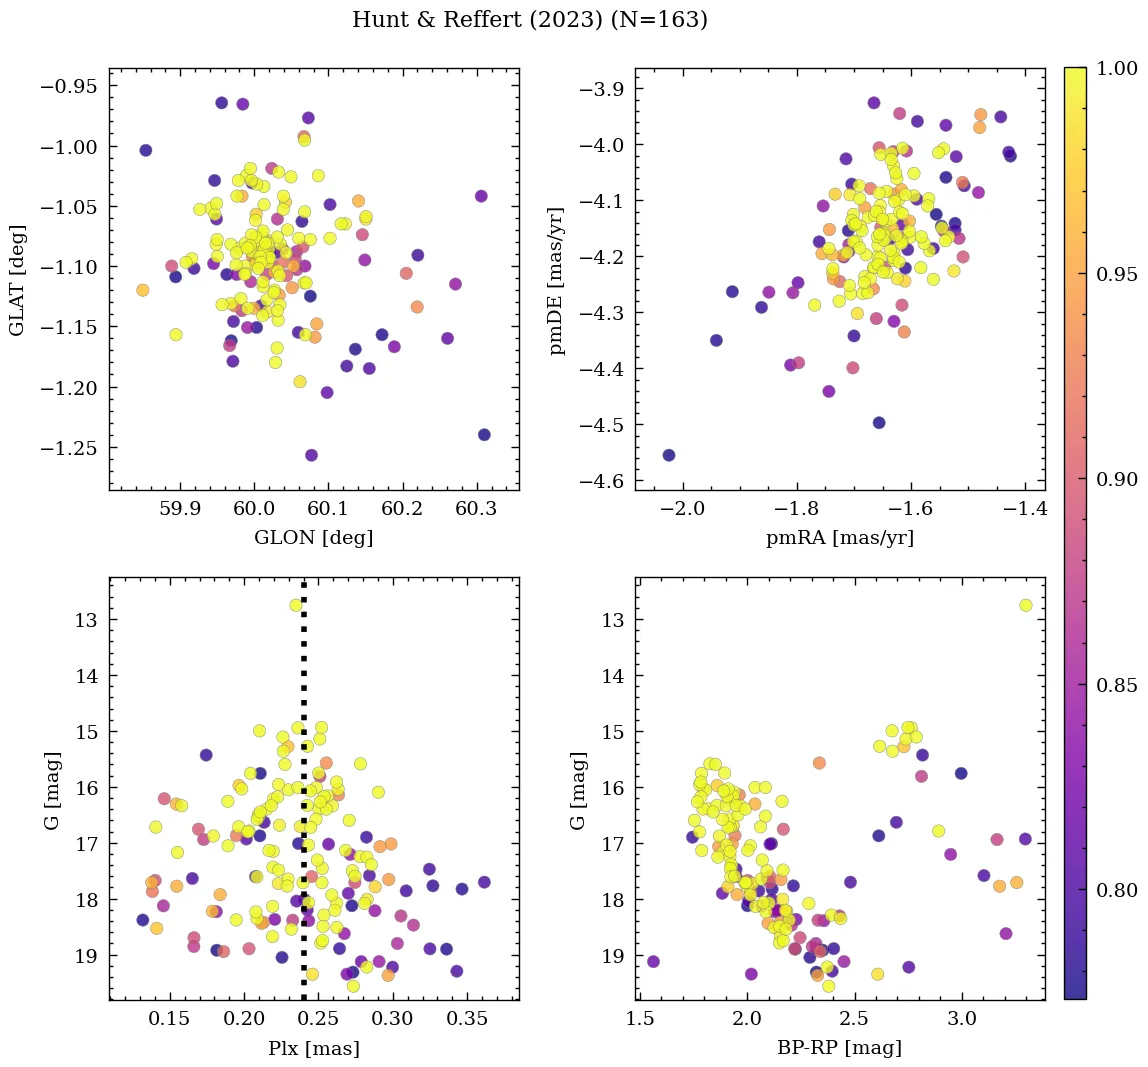 Hunt & Reffert (2023) (N=163)
−0.95
−1.00
−1.05
−1.10
−1.15
−1.20
−1.25
GLAT [deg]
59.9 60.0 60.1 60.2 60.3
GLON [deg]
−3.9
−4.0
−4.1
−4.2
−4.3
−4.4
−4.5
−4.6
pmDE [mas/yr]
−2.0 −1.8 −1.6 −1.4
pmRA [mas/yr]
1.00
0.95
0.90
0.85
0.80
13
14
15
16
17
18
19
G [mag]
0.15 0.20 0.25 0.30 0.35
Plx [mas]
13
14
15
16
17
18
19
G [mag]
1.5 2.0 2.5 3.0
BP-RP [mag]